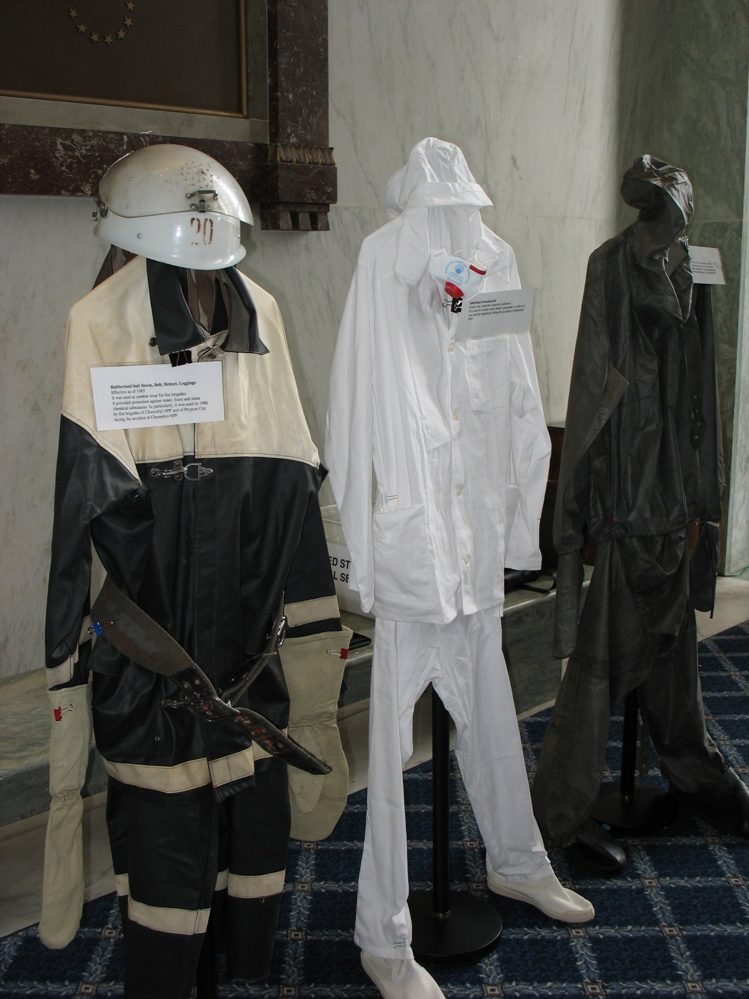 20
Rubberized Suit Storm, Belt, Helmet, Leggings
Effective as of 1985
It was used as combat wear for fire brigades
It provided protection against water, foam and some
chemical substances. In particularly, it was used in 1986
by fire brigades of Chornobyl NPP and of Prypyat City
during the accident at Chornobyl NPP
Individual Protection Kit
Cotton suit, respirator Lepestok,
It is used by nuclear power plants' personnel, as well as it
was used by liquidators during the accident at Chornobyl
NPP
ED ST
L SE